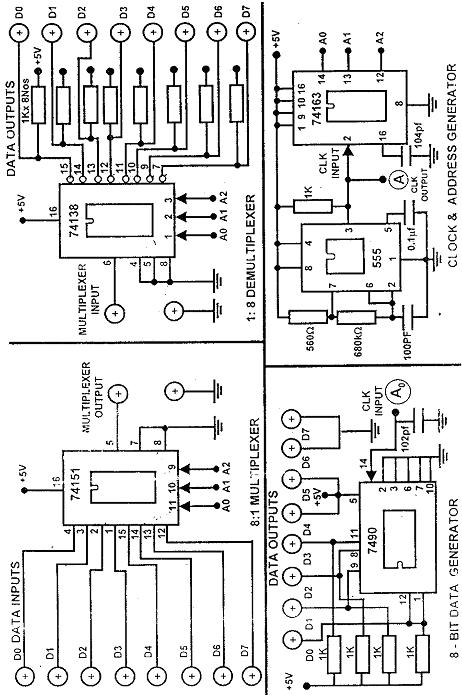 D0 DATA INPUTS
D1
D2
D3
D4
D5
D6
D7
4
3
2
1
15
14
13
12
+5V
16
74151
5
7
8
11 10 9
A0 A1 A2
MULTIPLEXER
OUTPUT
8:1 MULTIPLEXER
DATA OUTPUTS
D0
D1
D2
D3
D4
D5
D6
D7
1Kx 8Nos
+5V
+5V
16
74138
15
14
13
12
11
10
9
7
6
4
5
8
1 2 3
A0 A1 A2
MULTIPLEXER
INPUT
1: 8 DEMULTIPLEXER
DATA OUTPUTS
D0
D1
D2
D3
D4
D5
D6
D7
+5V
+5V
1K
1K
1K
1K
12
1
9
8
11
5
7490
14
2
3
6
7
10
CLK
INPUT
A0
102pf
8 - BIT DATA GENERATOR
560Ω
680kΩ
100PF
7
6
2
8
4
555
3
5
1
0.1µf
1K
CLK
INPUT
A
CLK
OUTPUT
1 9 10 16
74163
2
14
13
12
16
8
104pf
A0
A1
A2
CLOCK & ADDRESS GENERATOR